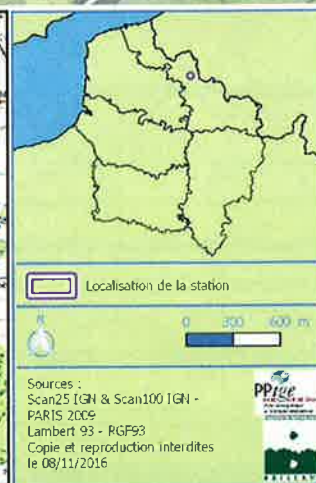 Localisation de la station
N
0 300 600 m
Sources :
Scan25 IGN & Scan100 IGN -
PARIS 2009
Lambert 93 - RGF93
Copie et reproduction interdites
le 08/11/2016
PPige